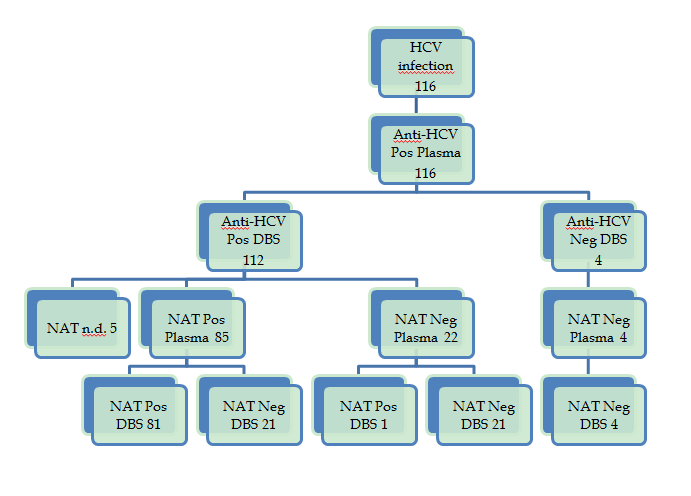 HCV
infection
116
Anti-HCV
Pos Plasma
116
Anti-HCV
Pos DBS
112
Anti-HCV
Neg DBS
4
NAT n.d. 5
NAT Pos
Plasma 85
NAT Neg
Plasma 22
NAT Neg
Plasma 4
NAT Pos
DBS 81
NAT Neg
DBS 21
NAT Pos
DBS 1
NAT Neg
DBS 21
NAT Neg
DBS 4